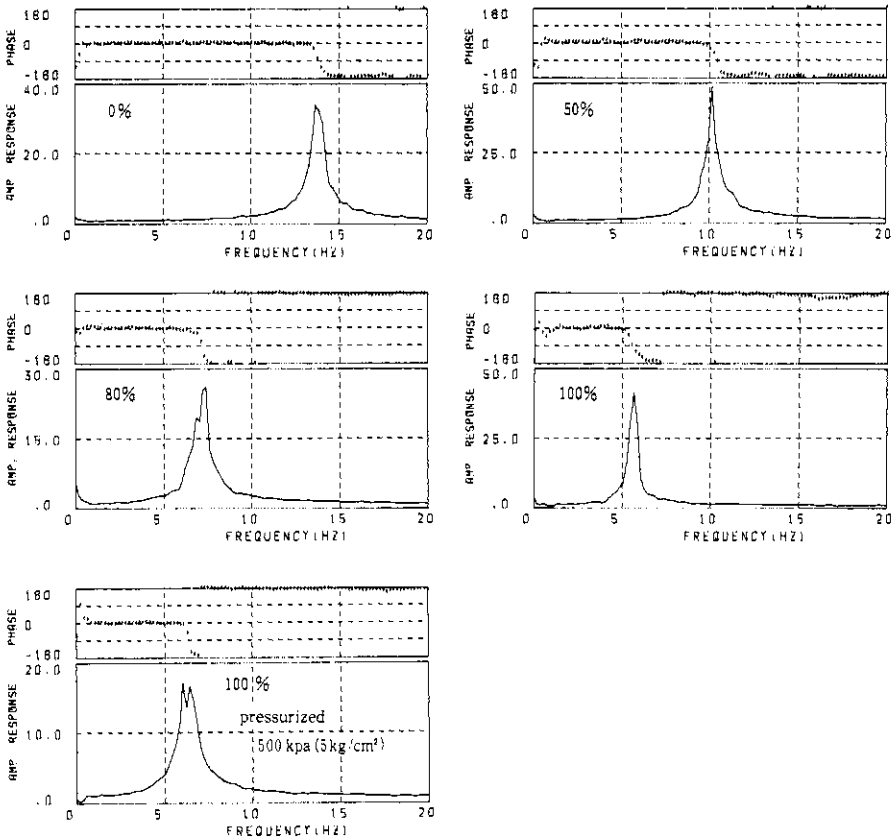 PHASE
180
0
-180
AMP RESPONSE
40.0
20.0
.0
0%
0 5 10 15 20
FREQUENCY(HZ)
PHASE
180
0
-180
AMP RESPONSE
50.0
25.0
.0
50%
0 5 10 15 20
FREQUENCY(HZ)
PHASE
180
0
-180
AMP. RESPONSE
30.0
15.0
.0
80%
0 5 10 15 20
FREQUENCY(HZ)
PHASE
180
0
-180
AMP. RESPONSE
50.0
25.0
.0
100%
0 5 10 15 20
FREQUENCY(HZ)
PHASE
180
0
-180
AMP RESPONSE
20.0
10.0
.0
100%
pressurized
500 kpa (5kg/cm²)
0 5 10 15 20
FREQUENCY(HZ)